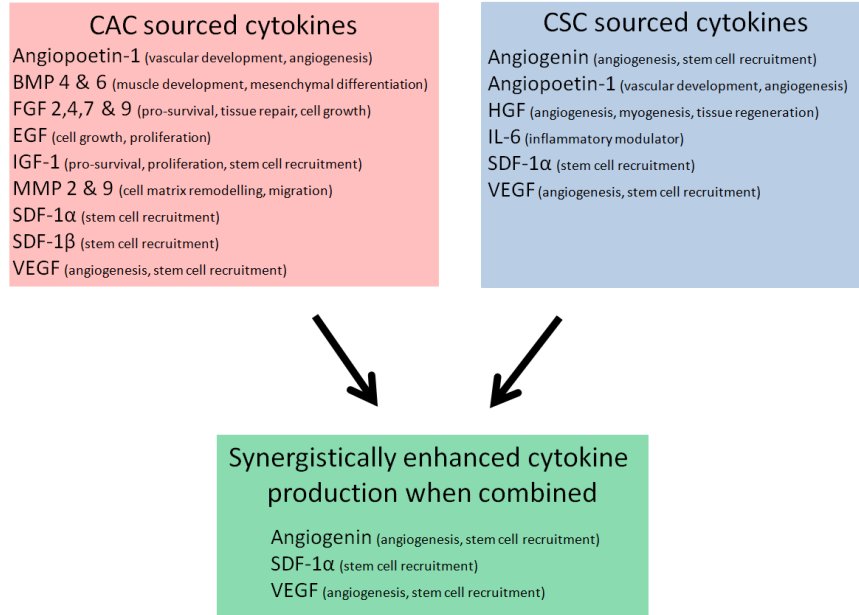 CAC sourced cytokines
Angiopoetin-1 (vascular development, angiogenesis)
BMP 4 & 6 (muscle development, mesenchymal differentiation)
FGF 2,4,7 & 9 (pro-survival, tissue repair, cell growth)
EGF (cell growth, proliferation)
IGF-1 (pro-survival, proliferation, stem cell recruitment)
MMP 2 & 9 (cell matrix remodelling, migration)
SDF-1α (stem cell recruitment)
SDF-1β (stem cell recruitment)
VEGF (angiogenesis, stem cell recruitment)
CSC sourced cytokines
Angiogenin (angiogenesis, stem cell recruitment)
Angiopoetin-1 (vascular development, angiogenesis)
HGF (angiogenesis, myogenesis, tissue regeneration)
IL-6 (inflammatory modulator)
SDF-1α (stem cell recruitment)
VEGF (angiogenesis, stem cell recruitment)
Synergistically enhanced cytokine
production when combined
Angiogenin (angiogenesis, stem cell recruitment)
SDF-1α (stem cell recruitment)
VEGF (angiogenesis, stem cell recruitment)